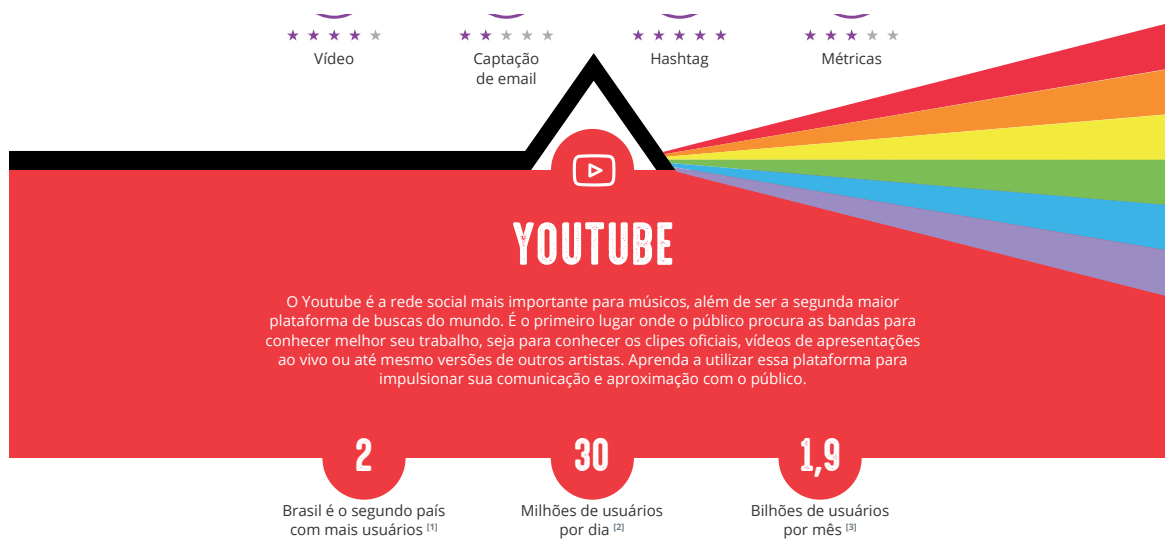 ★★★★★ ★★★★★ ★★★★★ ★★★★★
Vídeo
Captação
de email
Hashtag
Métricas
YOUTUBE
O Youtube é a rede social mais importante para músicos, além de ser a segunda maior
plataforma de buscas do mundo. É o primeiro lugar onde o público procura as bandas para
conhecer melhor seu trabalho, seja para conhecer os clipes oficiais, vídeos de apresentações
ao vivo ou até mesmo versões de outros artistas. Aprenda a utilizar essa plataforma para
impulsionar sua comunicação e aproximação com o público.
2
Brasil é o segundo país
com mais usuários [1]
30
Milhões de usuários
por dia [2]
1,9
Bilhões de usuários
por mês [3]